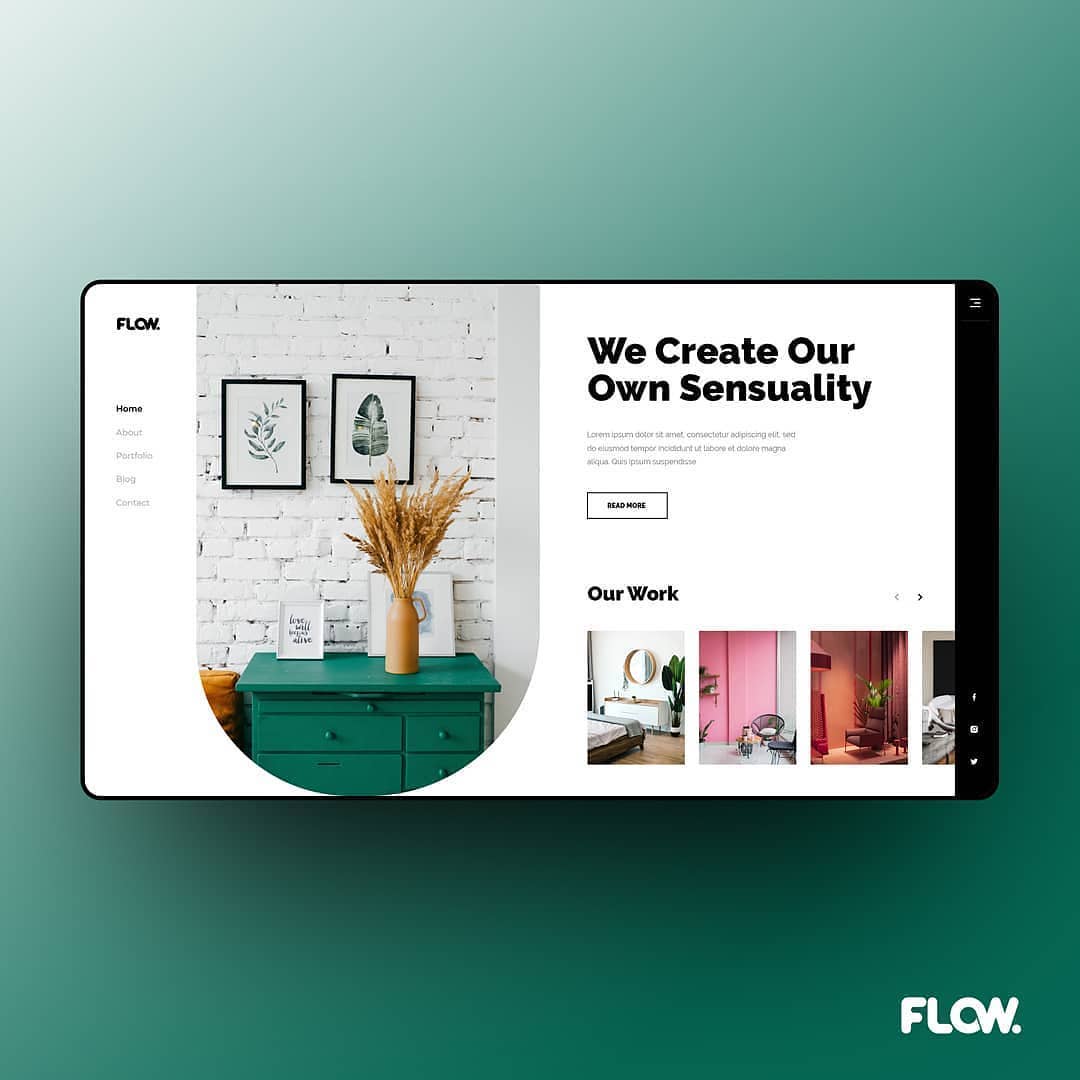 FLOW.
Home
About
Portfolio
Blog
Contact
love
will
keep us
alive
We Create Our
Own Sensuality
Lorem ipsum dolor sit amet, consectetur adipiscing elit, sed
do eiusmod tempor incididunt ut labore et dolore magna
aliqua. Quis ipsum suspendisse
READ MORE
Our Work
FLOW.